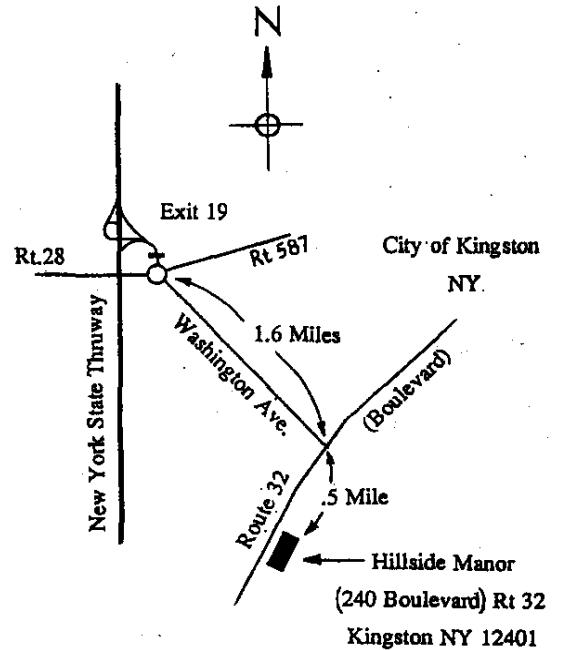 N
Exit 19
Rt.28
Rt 587
City of Kingston
NY.
New York State Thruway
Washington Ave.
1.6 Miles
(Boulevard)
Route 32
.5 Mile
Hillside Manor
(240 Boulevard) Rt 32
Kingston NY 12401